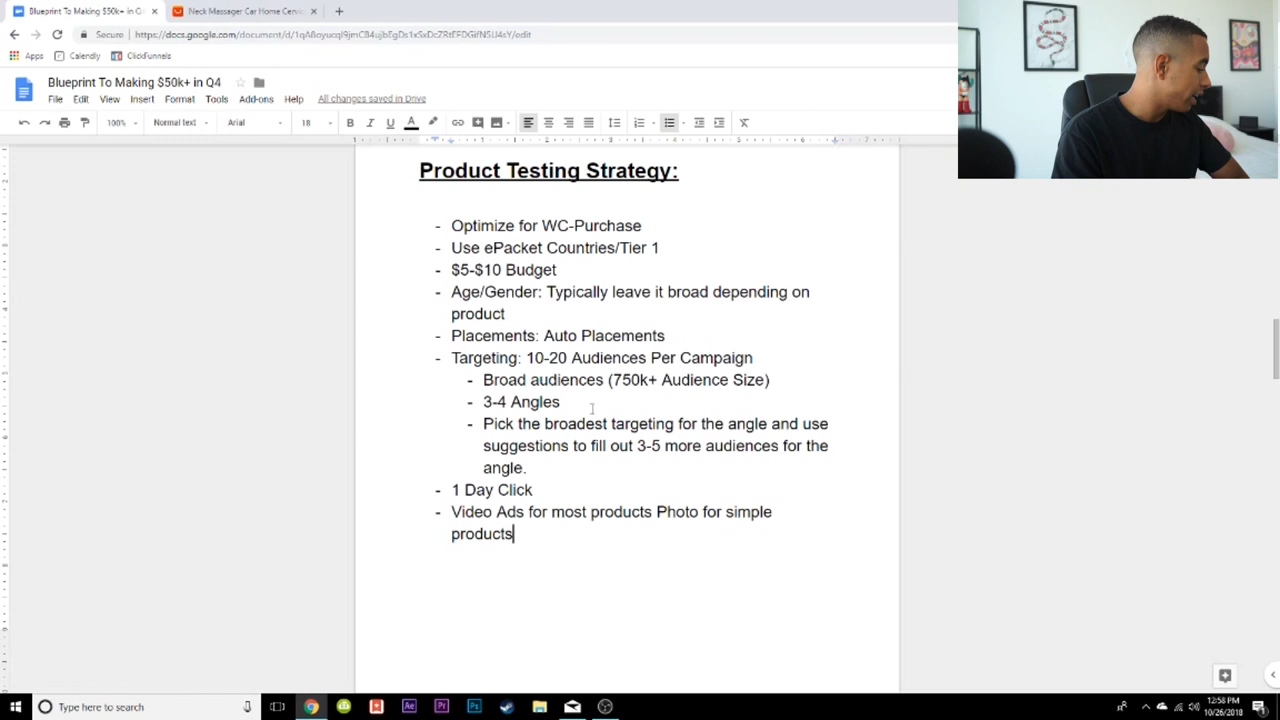 Blueprint To Making $50k+ in Q4
Neck Massager Car Home Cervic
Secure
Apps Calendly ClickFunnels
Blueprint To Making $50k+ in Q4
File Edit View Insert Format Tools Add-ons Help All changes saved in Drive
100% Normal text Arial 18 B I U A
Product Testing Strategy:
- Optimize for WC-Purchase
- Use ePacket Countries/Tier 1
- $5-$10 Budget
- Age/Gender: Typically leave it broad depending on
product
- Placements: Auto Placements
- Targeting: 10-20 Audiences Per Campaign
- Broad audiences (750k+ Audience Size)
- 3-4 Angles
- Pick the broadest targeting for the angle and use
suggestions to fill out 3-5 more audiences for the
angle.
- 1 Day Click
- Video Ads for most products Photo for simple
products
Type here to search
Ae Pr Ps
12:58 PM
10/26/2018